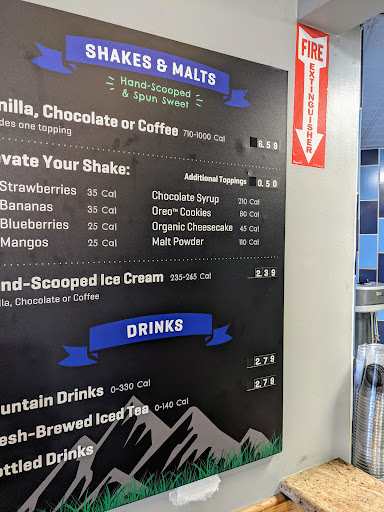 SHAKES & MALTS
Hand-Scooped
& Spun Sweet
nilla, Chocolate or Coffee 710-1000 Cal 6.59
des one topping
evate Your Shake: Additional Toppings 0.50
Strawberries 35 Cal Chocolate Syrup 210 Cal
Bananas 35 Cal Oreo™ Cookies 80 Cal
Blueberries 25 Cal Organic Cheesecake 45 Cal
Mangos 25 Cal Malt Powder 110 Cal
nd-Scooped Ice Cream 235-265 Cal 2.39
lla, Chocolate or Coffee
DRINKS
untain Drinks 0-330 Cal 2.79
esh-Brewed Iced Tea 0-140 Cal 2.79
ottled Drinks
FIRE
EXTINGUISHER